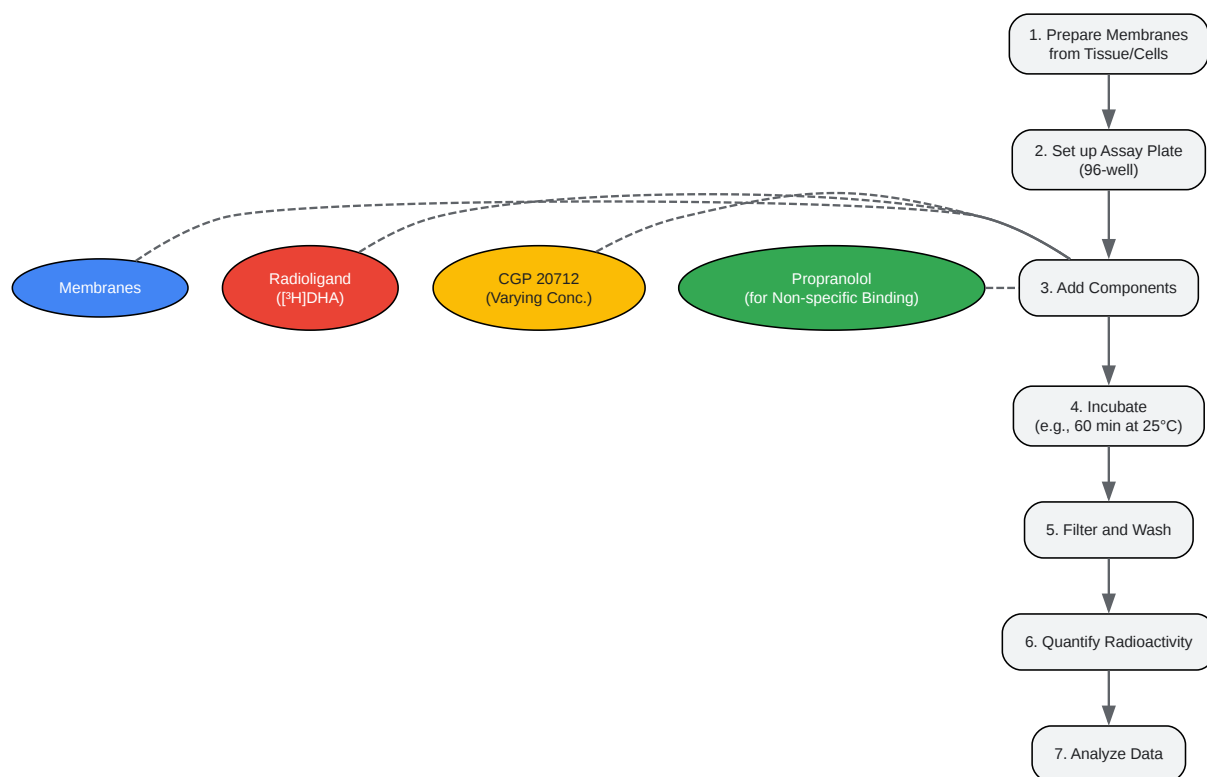 1. Prepare Membranes
from Tissue/Cells
2. Set up Assay Plate
(96-well)
Membranes
Radioligand
([³H]DHA)
CGP 20712
(Varying Conc.)
Propranolol
(for Non-specific Binding)
3. Add Components
4. Incubate
(e.g., 60 min at 25°C)
5. Filter and Wash
6. Quantify Radioactivity
7. Analyze Data